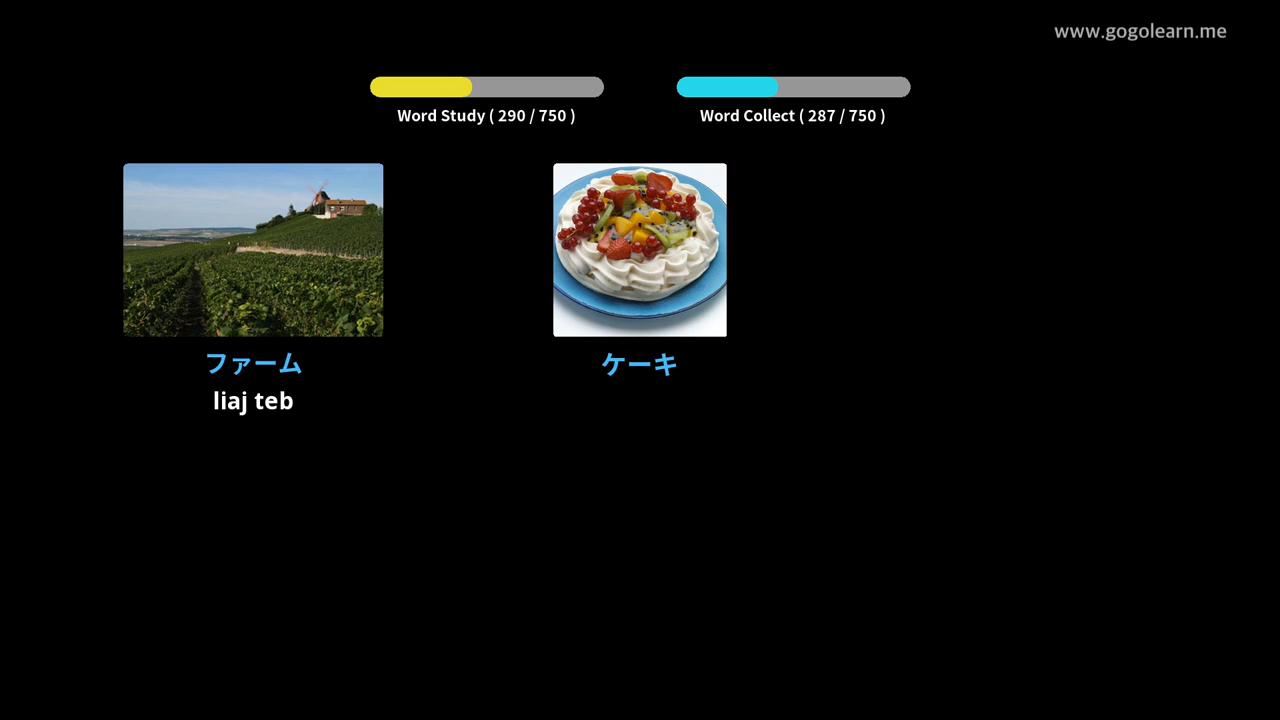 www.gogolearn.me
Word Study ( 290 / 750 )
Word Collect ( 287 / 750 )
ファーム
liaj teb
ケーキ